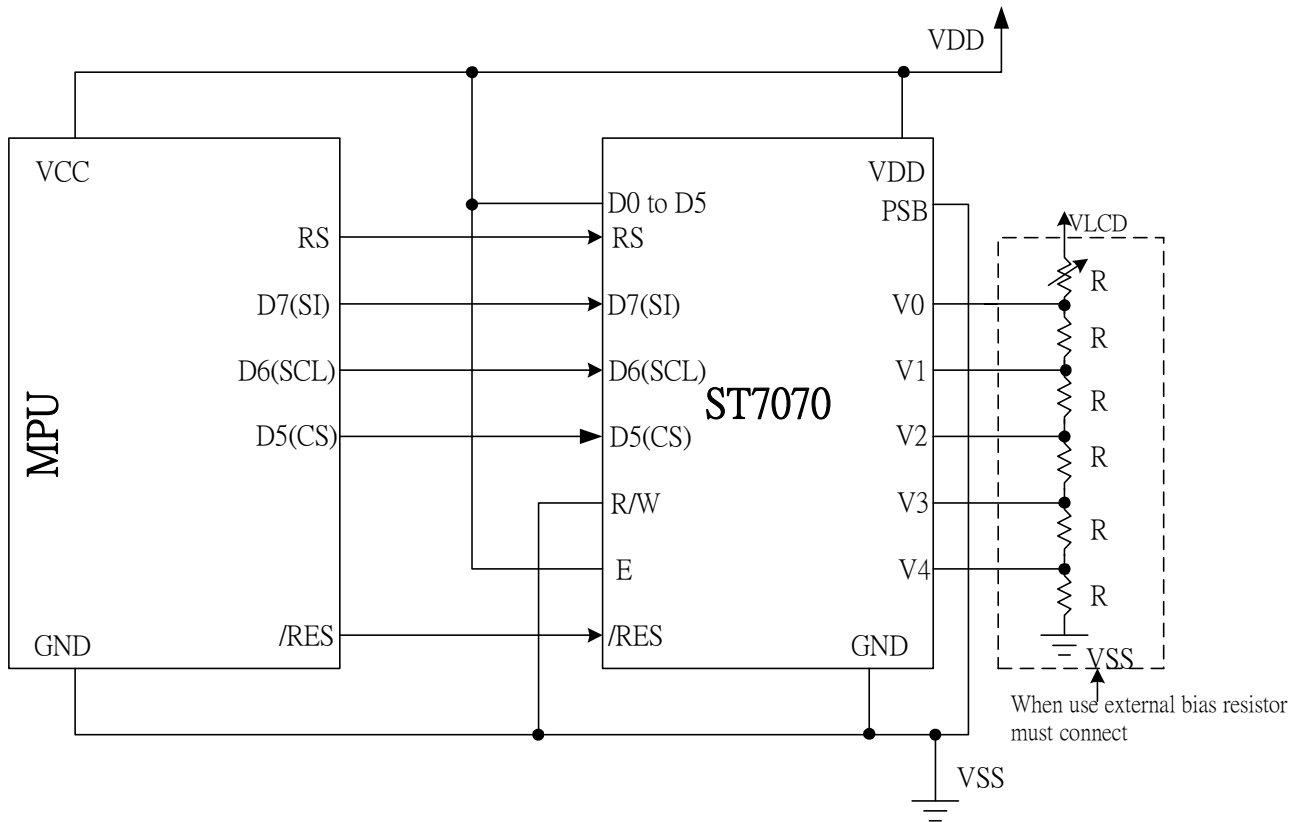 VDD
VCC
RS
D7(SI)
D6(SCL)
D5(CS)
MPU
GND
/RES
VDD
D0 to D5
PSB
RS
D7(SI)
V0
D6(SCL)
V1
ST7070
D5(CS)
V2
R/W
V3
E
V4
/RES
GND
VLCD
R
R
R
R
R
R
VSS
When use external bias resistor
must connect
VSS